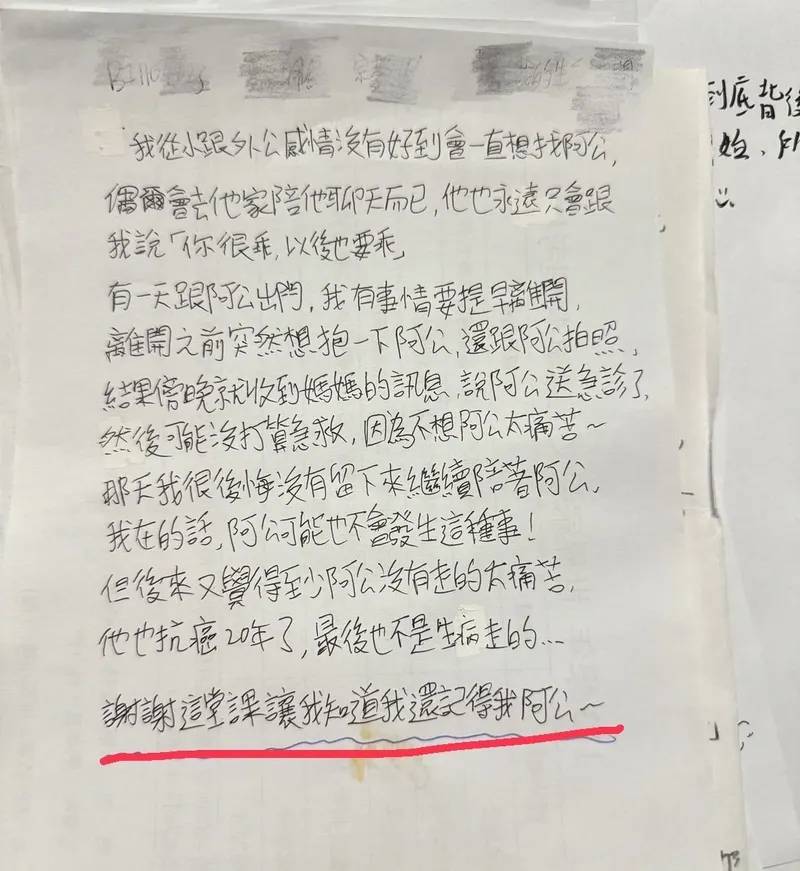 我從小跟外公感情沒有好到會一直想找阿公,
偶爾會去他家陪他聊天而已,他也永遠只會跟
我說「你很乖,以後也要乖」
有一天跟阿公出門,我有事情要提早離開,
離開之前突然想抱一下阿公,還跟阿公拍照,
結果傍晚就收到媽媽的訊息,說阿公送急診了,
然後可能沒打算急救,因為不想阿公太痛苦~
那天我很後悔沒有留下來繼續陪著阿公,
我在的話,阿公可能也不會發生這種事!
但後來又覺得至少阿公沒有走的太痛苦,
他也抗癌20年了,最後也不是生病走的...
謝謝這堂課讓我知道我還記得我阿公~
到底背後
始、